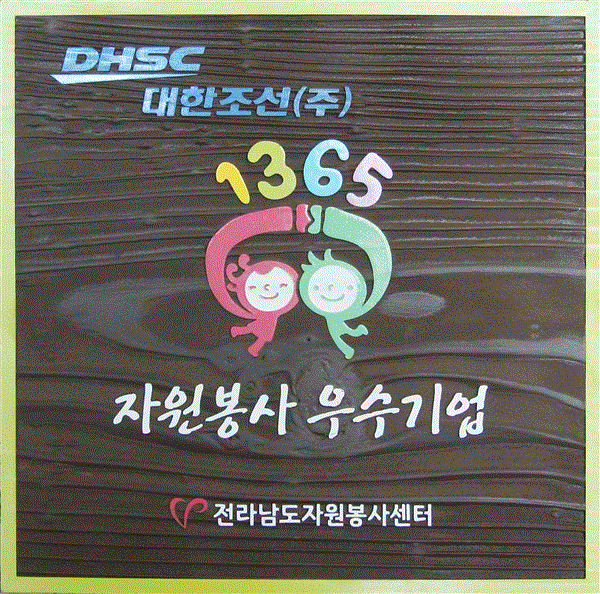 DHSC
대한조선(주)
1365
자원봉사 우수기업
전라남도자원봉사센터